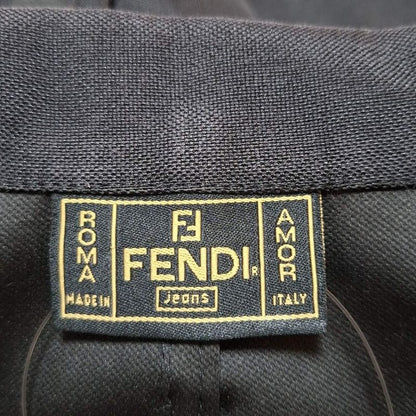 ROMA
MADE IN
FF
FENDI R
Jeans
AMOR
ITALY